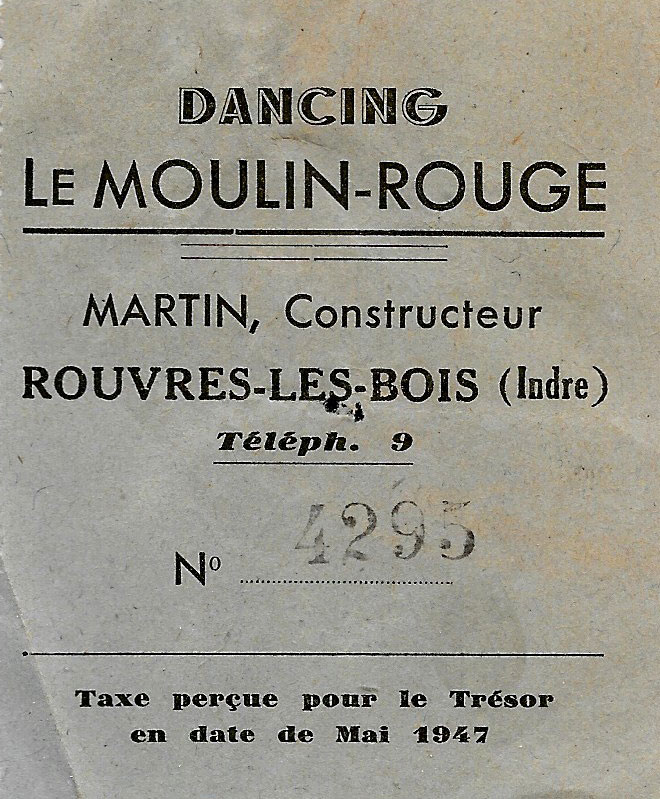 DANCING
LE MOULIN-ROUGE
MARTIN, Constructeur
ROUVRES-LES-BOIS (Indre)
Téléph. 9
Nº 4295
Taxe perçue pour le Trésor
en date de Mai 1947